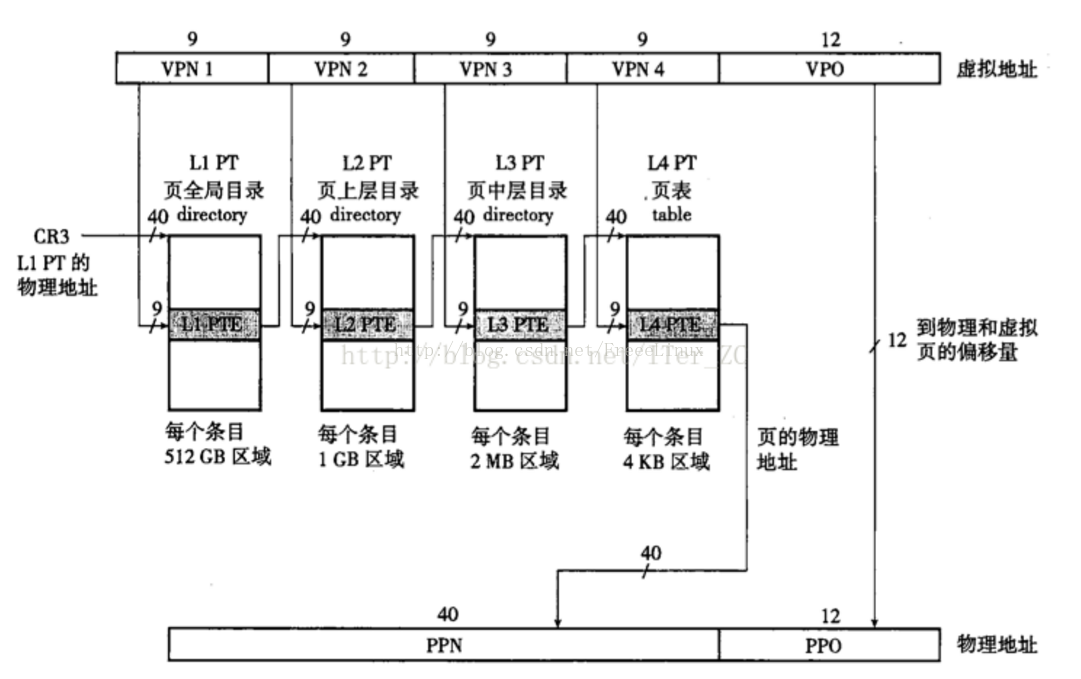 9 9 9 9 12
VPN 1 VPN 2 VPN 3 VPN 4 VPO 虚拟地址
L1 PT L2 PT L3 PT L4 PT
页全局目录 页上层目录 页中层目录 页表
directory directory directory table
40 40 40 40
CR3
L1 PT 的
物理地址
9 9 9 9
L1 PTE L2 PTE L3 PTE L4 PTE
12 到物理和虚拟
页的偏移量
每个条目 每个条目 每个条目 每个条目 页的物理
512 GB 区域 1 GB 区域 2 MB 区域 4 KB 区域 地址
40
40 12
PPN PPO 物理地址